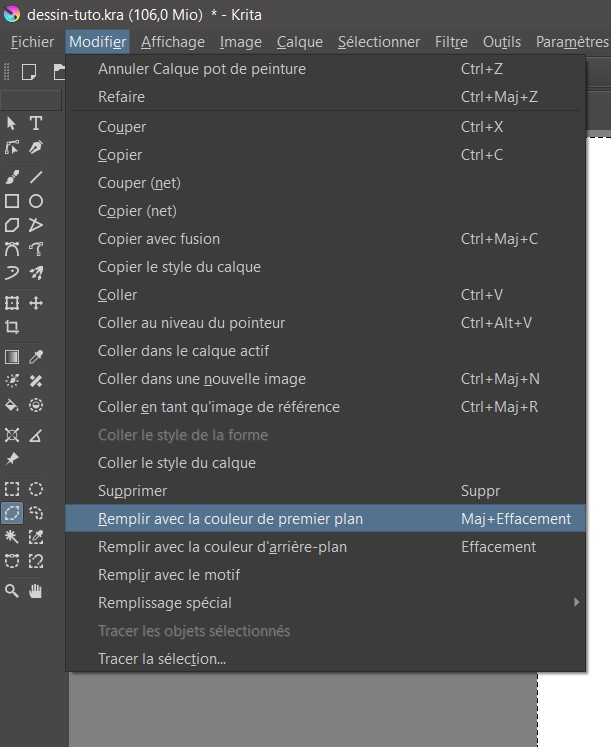 dessin-tuto.kra (106,0 Mio) * - Krita
Fichier Modifier Affichage Image Calque Sélectionner Filtre Outils Paramètres
Annuler Calque pot de peinture Ctrl+Z
Refaire Ctrl+Maj+Z
Couper Ctrl+X
Copier Ctrl+C
Couper (net)
Copier (net)
Copier avec fusion Ctrl+Maj+C
Copier le style du calque
Coller Ctrl+V
Coller au niveau du pointeur Ctrl+Alt+V
Coller dans le calque actif
Coller dans une nouvelle image Ctrl+Maj+N
Coller en tant qu'image de référence Ctrl+Maj+R
Coller le style de la forme
Coller le style du calque
Supprimer Suppr
Remplir avec la couleur de premier plan Maj+Effacement
Remplir avec la couleur d'arrière-plan Effacement
Remplir avec le motif
Remplissage spécial
Tracer les objets sélectionnés
Tracer la sélection...